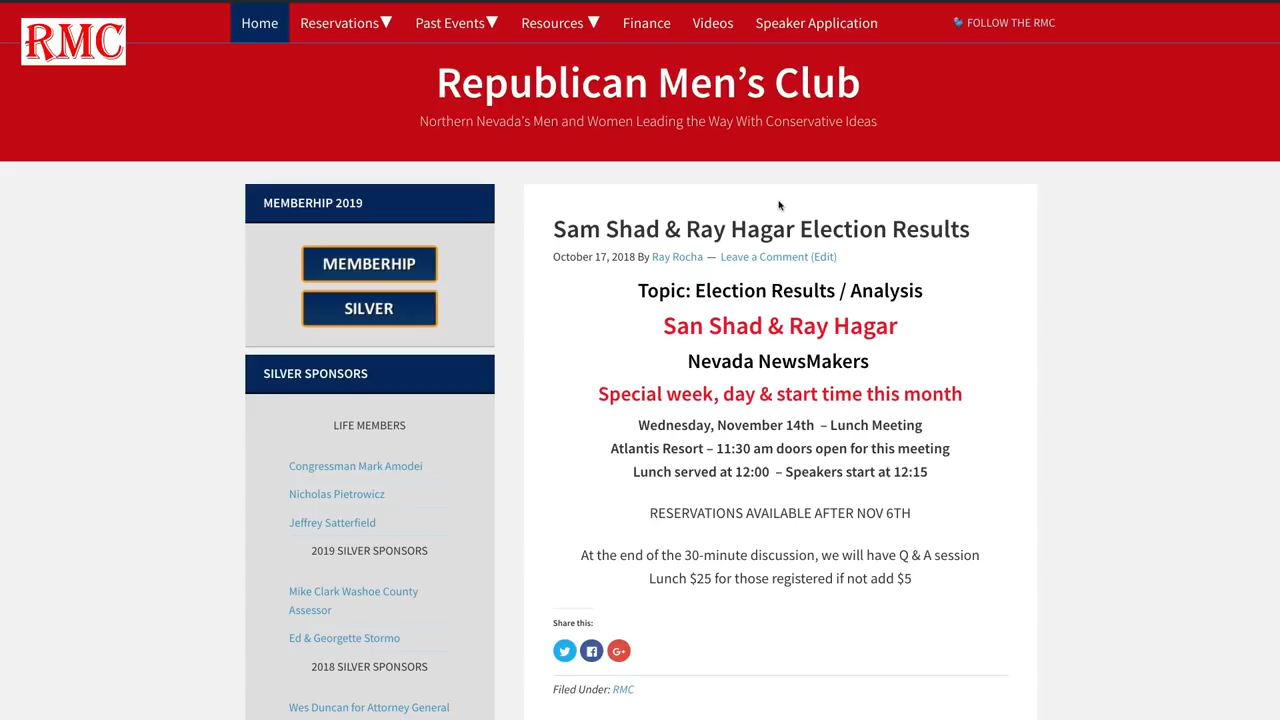 RMC
Home Reservations▼ Past Events▼ Resources ▼ Finance Videos Speaker Application
FOLLOW THE RMC
Republican Men’s Club
Northern Nevada’s Men and Women Leading the Way With Conservative Ideas
MEMBERHIP 2019
MEMBERHIP
SILVER
SILVER SPONSORS
LIFE MEMBERS
Congressman Mark Amodei
Nicholas Pietrowicz
Jeffrey Satterfield
2019 SILVER SPONSORS
Mike Clark Washoe County
Assessor
Ed & Georgette Stormo
2018 SILVER SPONSORS
Wes Duncan for Attorney General
Sam Shad & Ray Hagar Election Results
October 17, 2018 By Ray Rocha — Leave a Comment (Edit)
Topic: Election Results / Analysis
San Shad & Ray Hagar
Nevada NewsMakers
Special week, day & start time this month
Wednesday, November 14th – Lunch Meeting
Atlantis Resort – 11:30 am doors open for this meeting
Lunch served at 12:00 – Speakers start at 12:15
RESERVATIONS AVAILABLE AFTER NOV 6TH
At the end of the 30-minute discussion, we will have Q & A session
Lunch $25 for those registered if not add $5
Share this:
G+
Filed Under: RMC